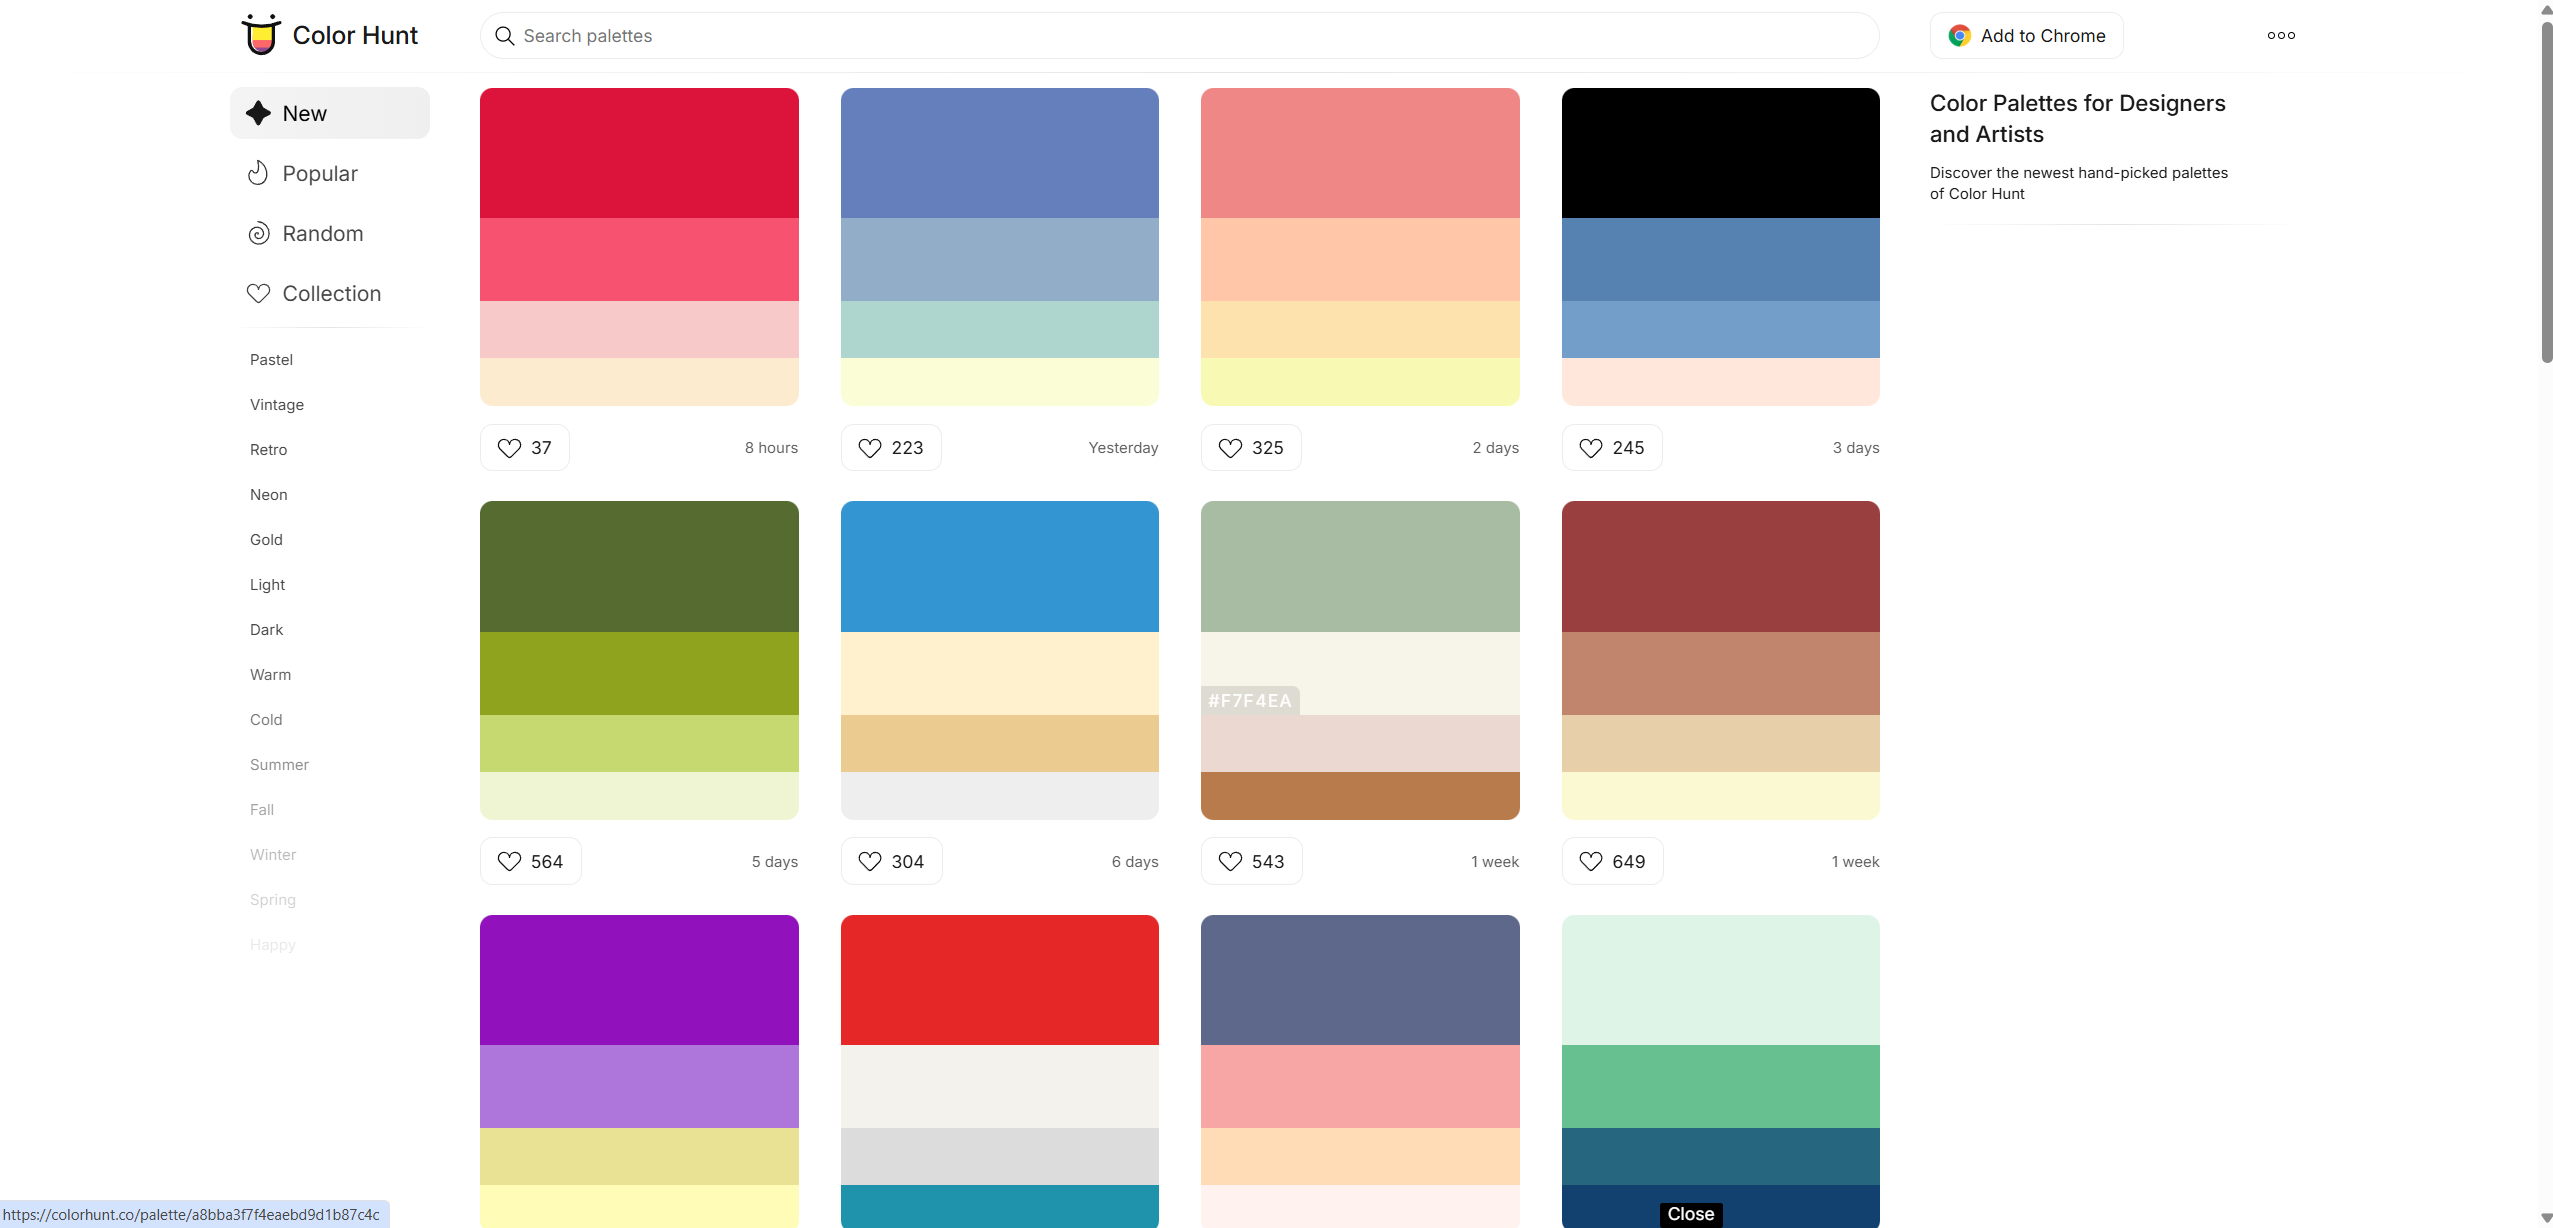 Color Hunt
Search palettes
Add to Chrome
New
Popular
Random
Collection
Pastel
Vintage
Retro
Neon
Gold
Light
Dark
Warm
Cold
Summer
Fall
Winter
Spring
Happy
37
8 hours
223
Yesterday
325
2 days
245
3 days
#F7F4EA
564
5 days
304
6 days
543
1 week
649
1 week
Color Palettes for Designers
and Artists
Discover the newest hand-picked palettes
of Color Hunt
https://colorhunt.co/palette/a8bba3f7f4eaebd9d1b87c4c
Close